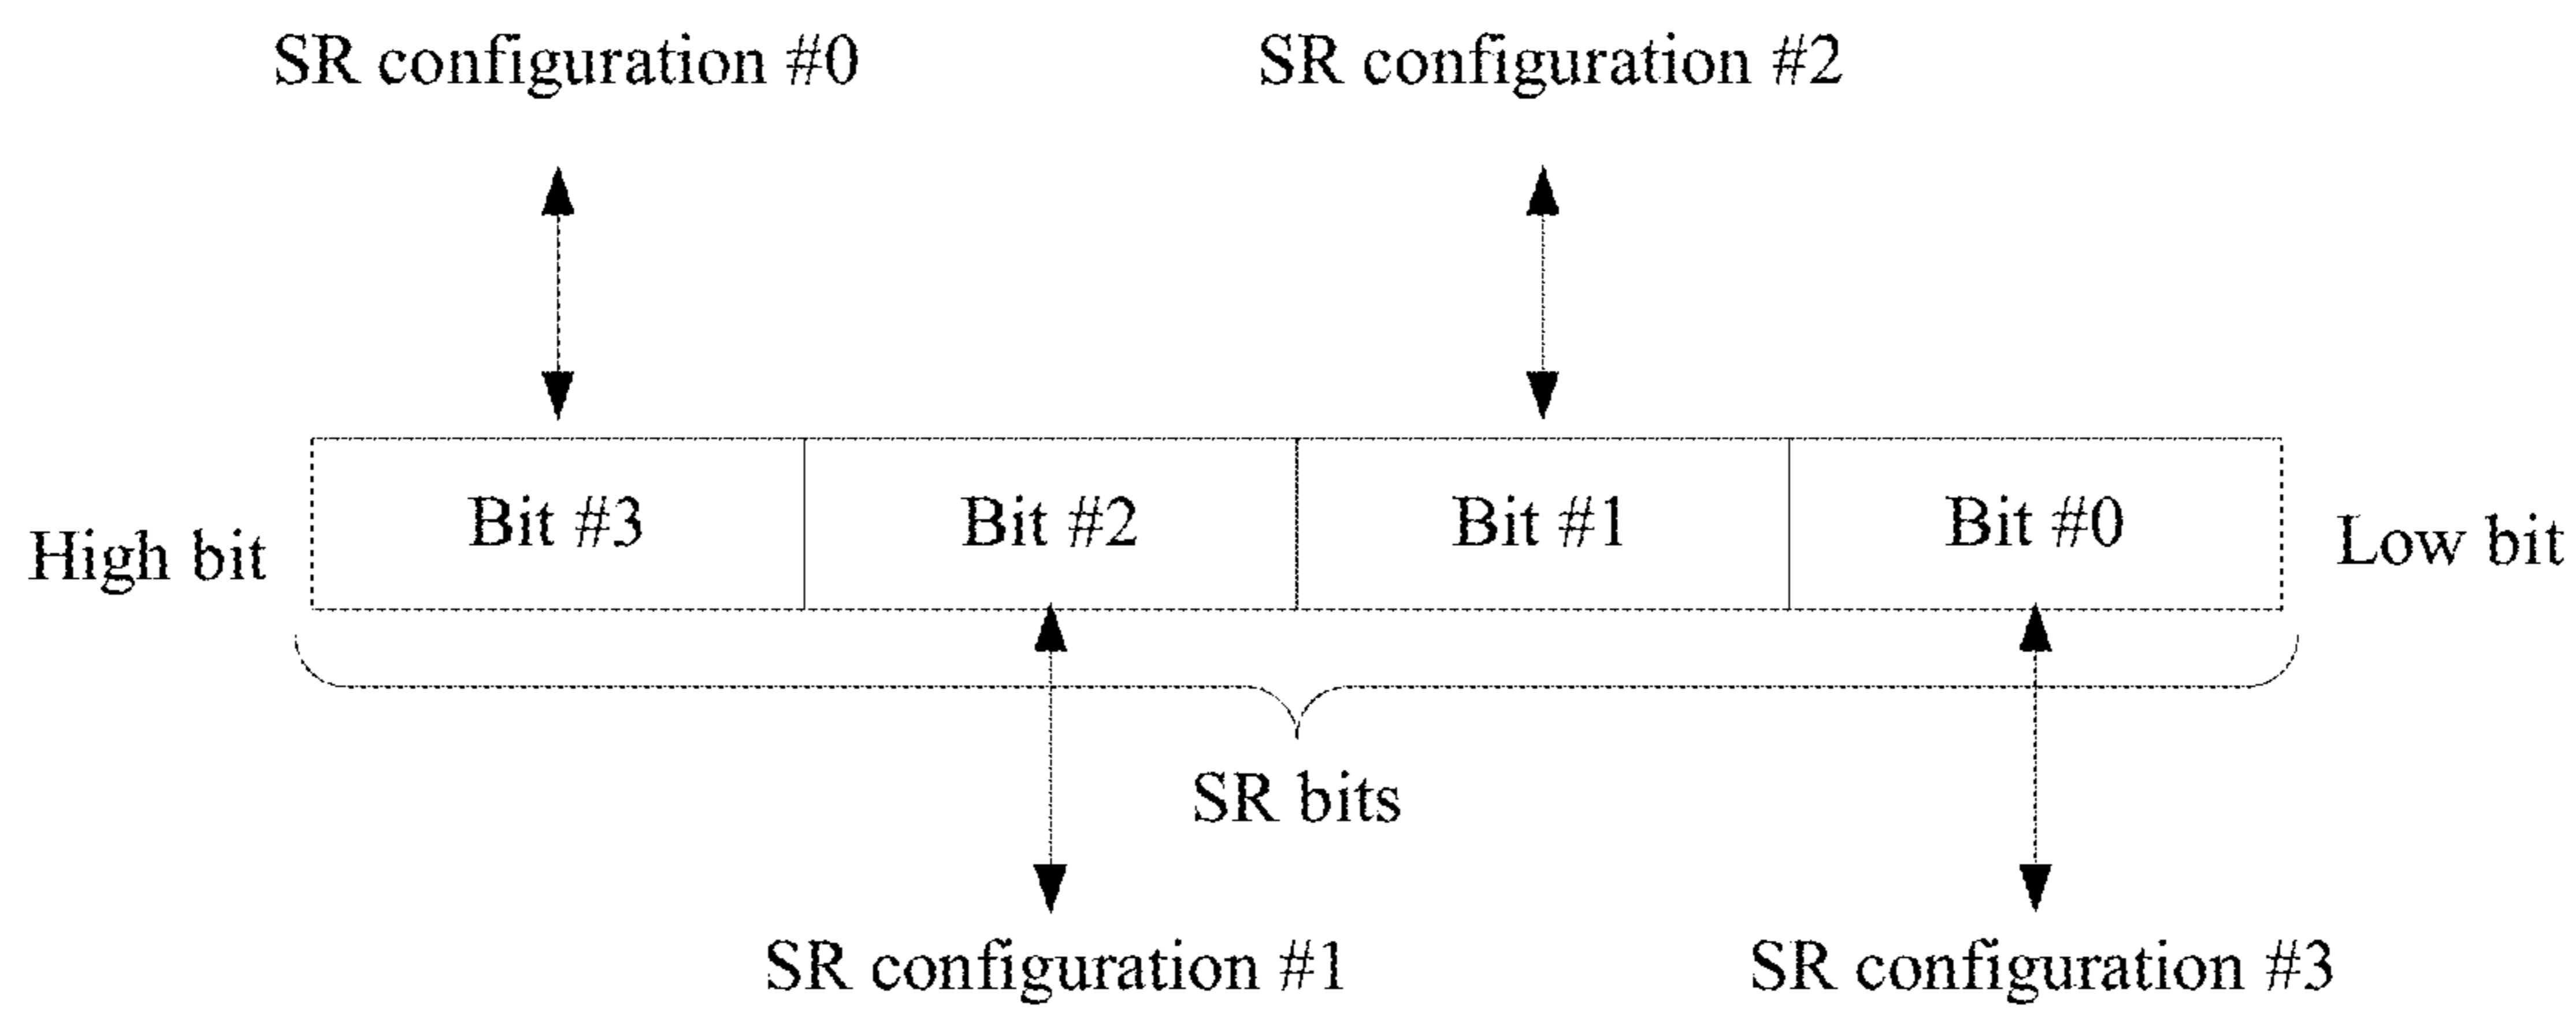 SR configuration #0
SR configuration #2
High bit
Bit #3
Bit #2
Bit #1
Bit #0
Low bit
SR bits
SR configuration #1
SR configuration #3